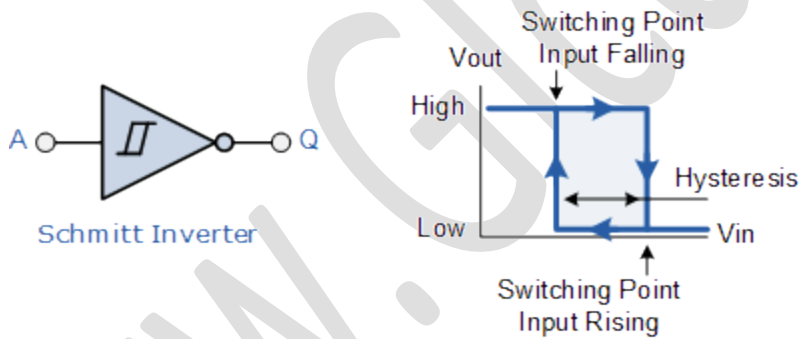 A
Q
Schmitt Inverter
Switching Point
Input Falling
Vout
High
Hysteresis
Low
Vin
Switching Point
Input Rising